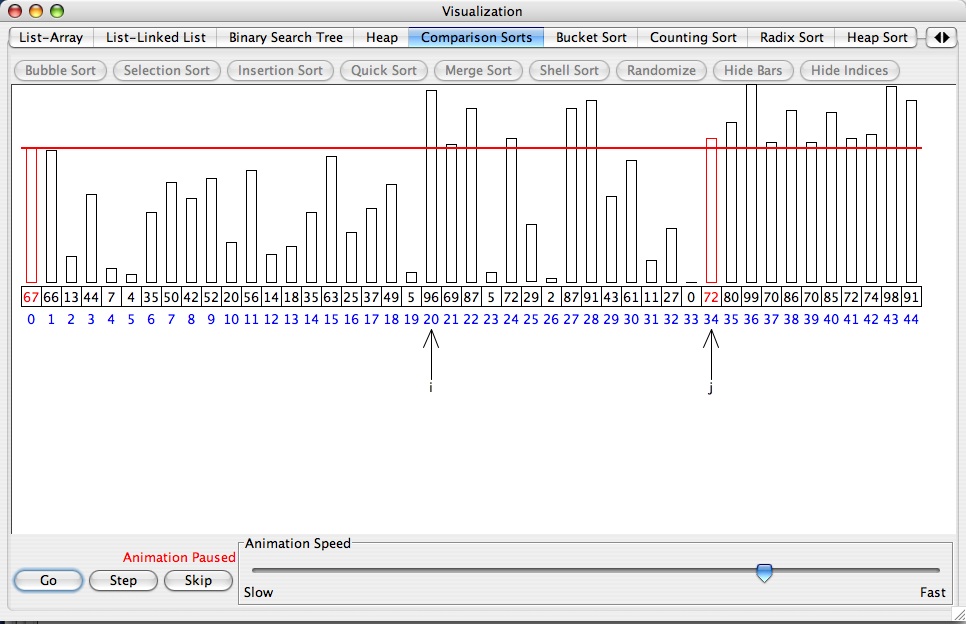 Visualization
List-Array List-Linked List Binary Search Tree Heap Comparison Sorts Bucket Sort Counting Sort Radix Sort Heap Sort
Bubble Sort Selection Sort Insertion Sort Quick Sort Merge Sort Shell Sort Randomize Hide Bars Hide Indices
67 66 13 44 7 4 35 50 42 52 20 56 14 18 35 63 25 37 49 5 96 69 87 5 72 29 2 87 91 43 61 11 27 0 72 80 99 70 86 70 85 72 74 98 91
0 1 2 3 4 5 6 7 8 9 10 11 12 13 14 15 16 17 18 19 20 21 22 23 24 25 26 27 28 29 30 31 32 33 34 35 36 37 38 39 40 41 42 43 44
i j
Animation Speed
Animation Paused
Go Step Skip
Slow Fast